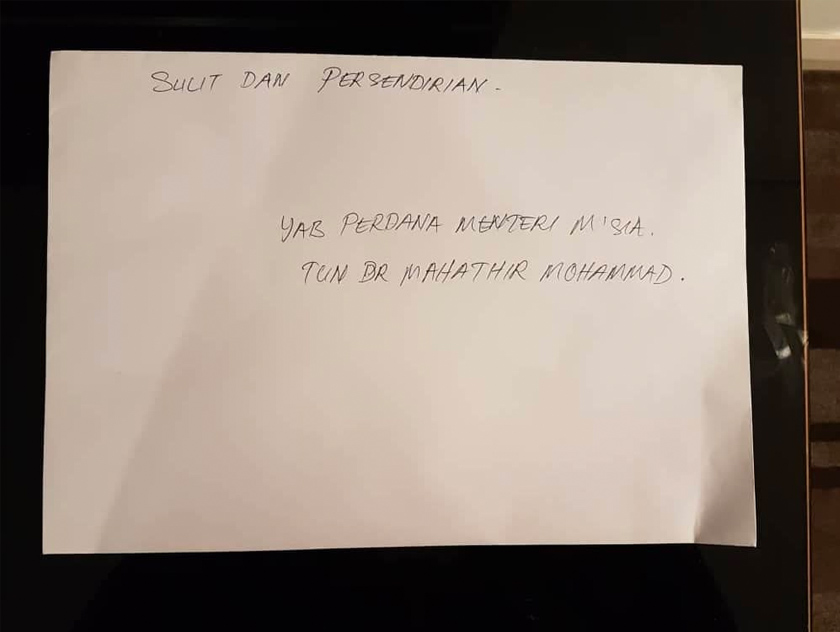 SULIT DAN PERSENDIRIAN.
YAB PERDANA MENTERI M'SIA.
TUN DR MAHATHIR MOHAMMAD.